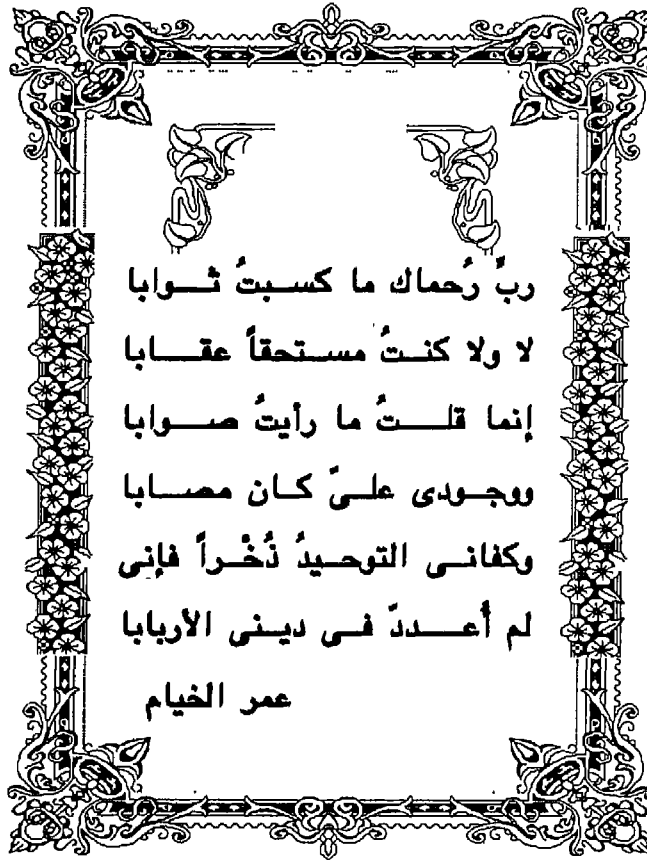 ربِّ رُحماك ما كسبتُ ثوابا
لا ولا كنتُ مستحقاً عقابا
إنما قلتُ ما رأيتُ صوابا
ووجودى علىَّ كان مصابا
وكفانى التوحيدُ ذُخْراً فإنى
لم أُعددّ فى دينى الأربابا
عمر الخيام